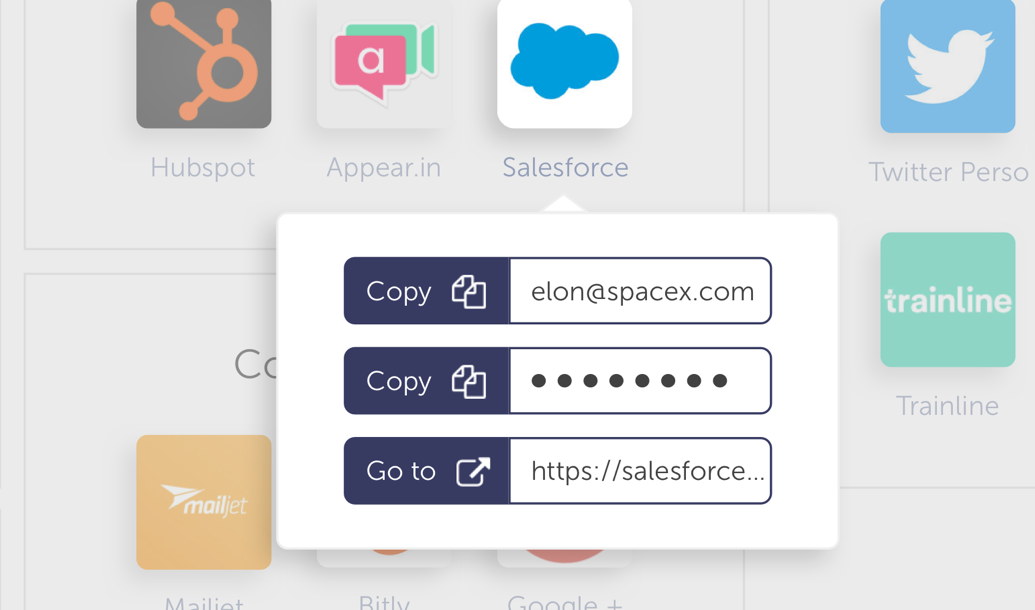 a
Hubspot
Appear.in
Salesforce
Twitter Perso
Copy
elon@spacex.com
Copy
••••••••
Go to
https://salesforce...
trainline
Trainline
Co
mailjet
Mailjet
Bitly
Google +